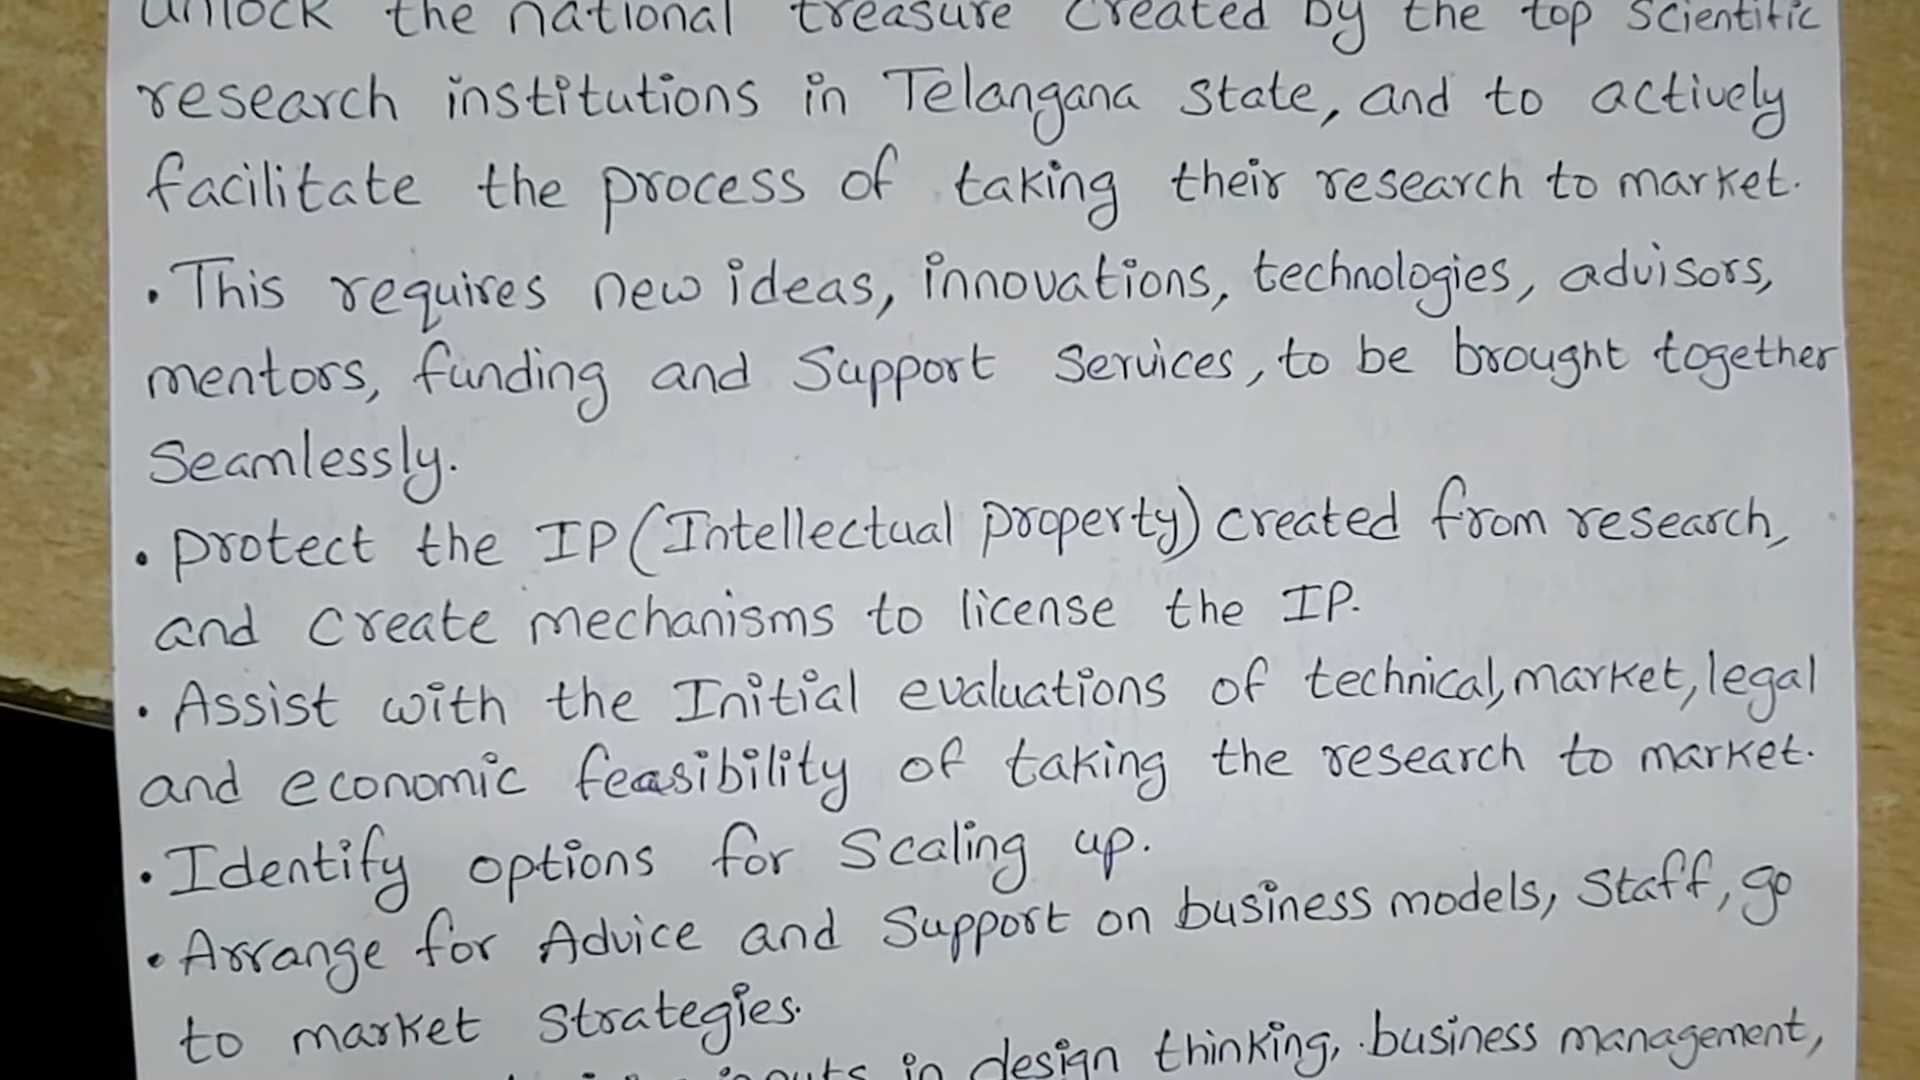 unlock the national treasure created by the top Scientific
research institutions in Telangana State, and to actively
facilitate the process of taking their research to market.
• This requires new ideas, innovations, technologies, advisors,
mentors, funding and Support Services, to be brought together
Seamlessly.
• protect the IP (Intellectual property) created from research,
and create mechanisms to license the IP.
• Assist with the Initial evaluations of technical, market, legal
and economic feasibility of taking the research to market.
• Identify options for Scaling up.
• Arrange for Advice and Support on business models, Staff, go
to market Strategies.
inputs in design thinking, business management,